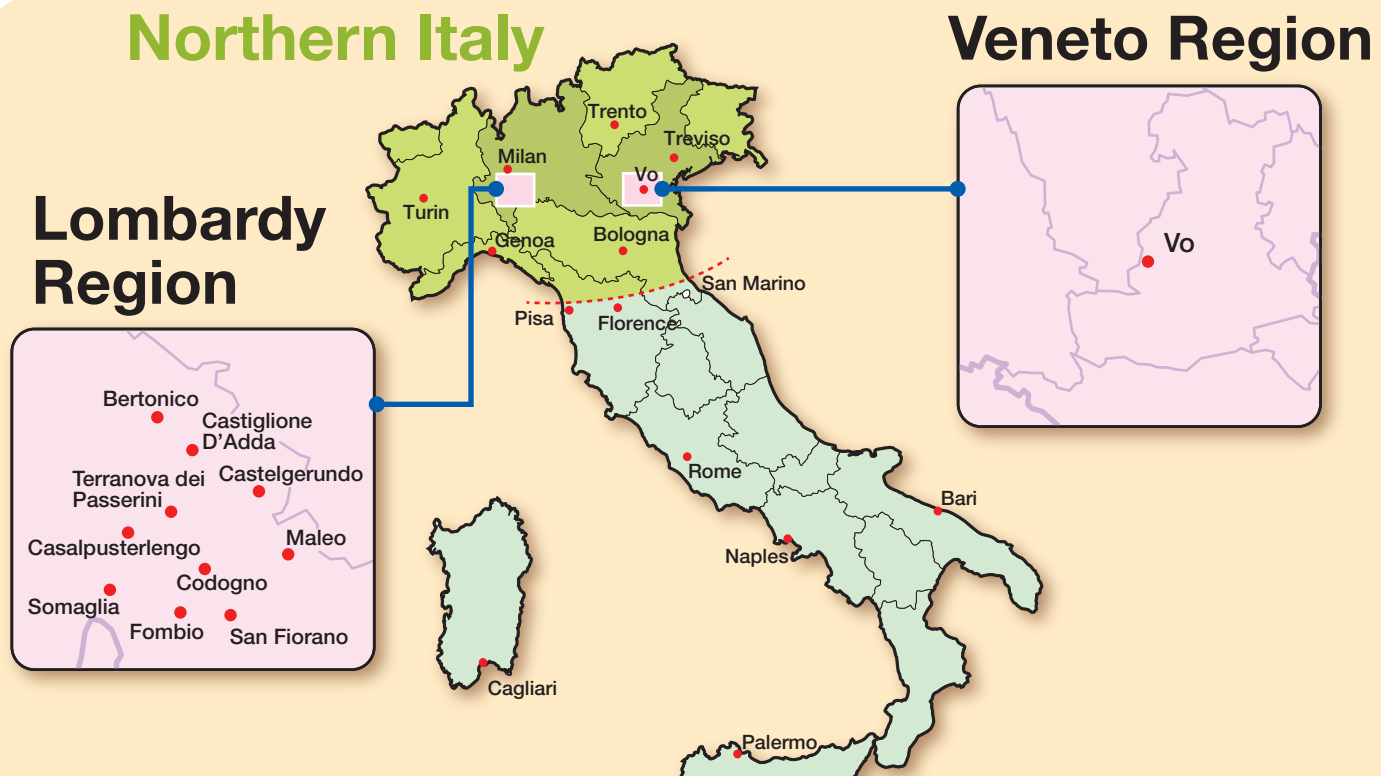 Northern Italy
Veneto Region
Lombardy
Region
Trento
Treviso
Milan
Vo
Turin
Genoa
Bologna
San Marino
Pisa
Florence
Rome
Bari
Naples
Cagliari
Palermo
Vo
Bertonico
Castiglione
D'Adda
Terranova dei
Passerini
Castelgerundo
Casalpusterlengo
Maleo
Codogno
Somaglia
Fombio
San Fiorano